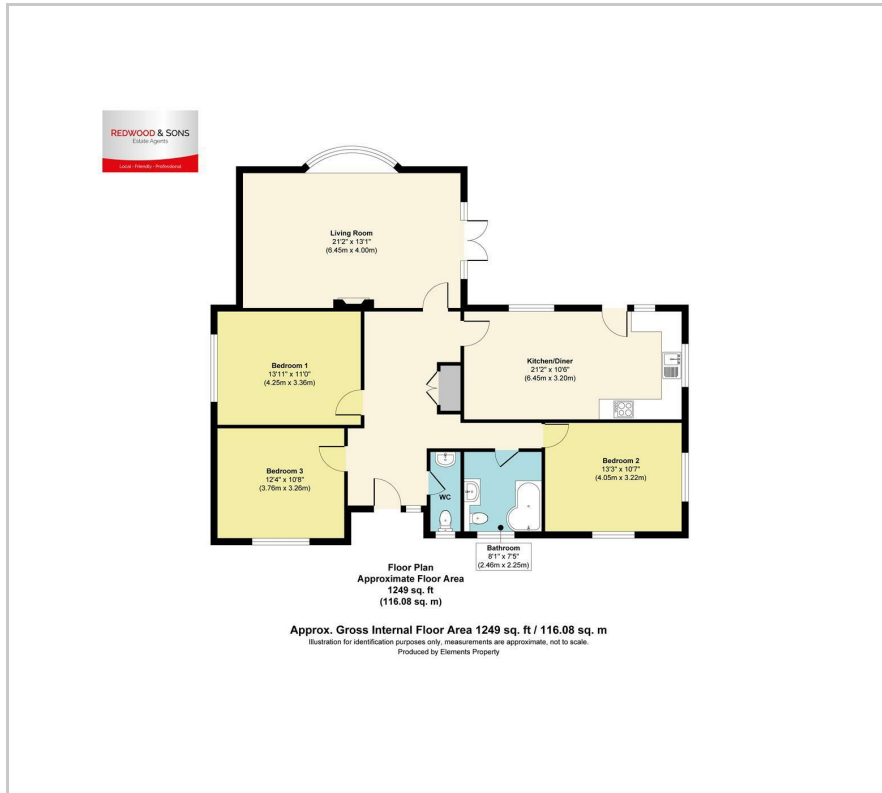 REDWOOD & SONS
Estate Agents
Local - Friendly - Professional
Living Room
21'2" x 13'1"
(6.45m x 4.00m)
Bedroom 1
13'11" x 11'0"
(4.25m x 3.36m)
Kitchen/Diner
21'2" x 10'6"
(6.45m x 3.20m)
Bedroom 3
12'4" x 10'8"
(3.76m x 3.26m)
WC
Bedroom 2
13'3" x 10'7"
(4.05m x 3.22m)
Bathroom
8'1" x 7'5"
(2.46m x 2.25m)
Floor Plan
Approximate Floor Area
1249 sq. ft
(116.08 sq. m)
Approx. Gross Internal Floor Area 1249 sq. ft / 116.08 sq. m
Illustration for identification purposes only, measurements are approximate, not to scale.
Produced by Elements Property